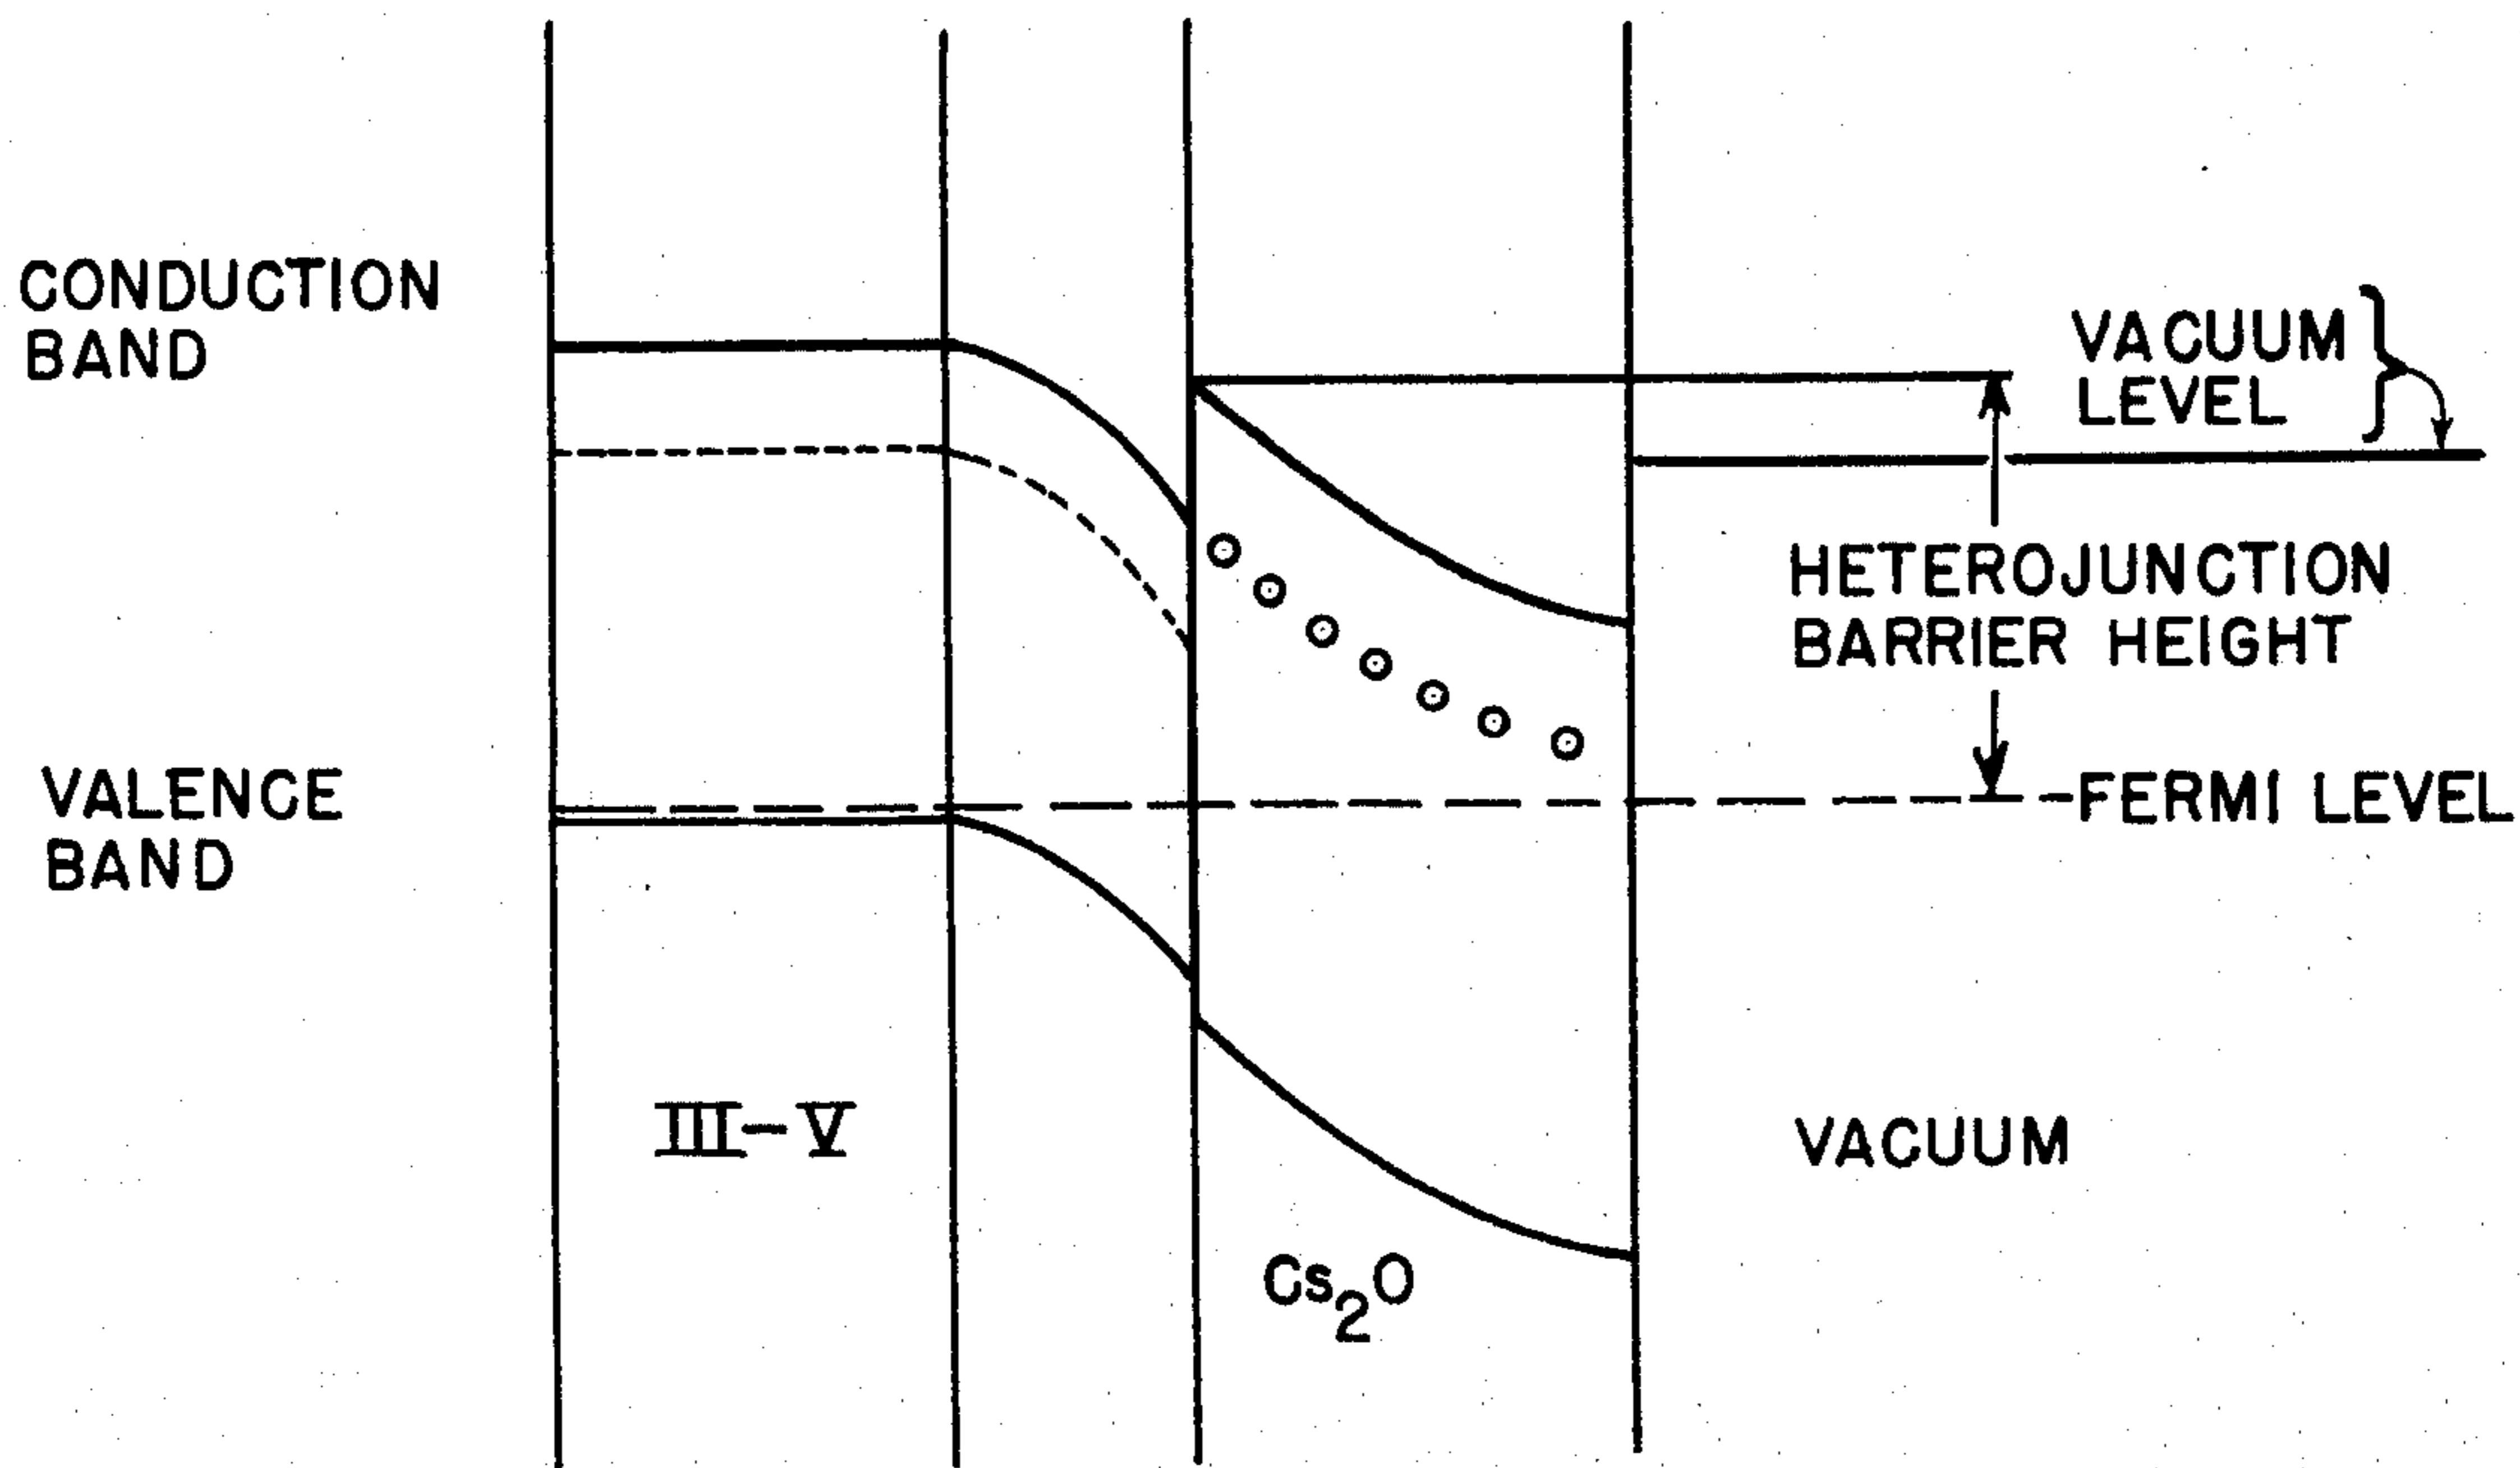 CONDUCTION
BAND
VACUUM
LEVEL
HETEROJUNCTION
BARRIER HEIGHT
VALENCE
BAND
FERMI LEVEL
III-V
VACUUM
Cs₂O